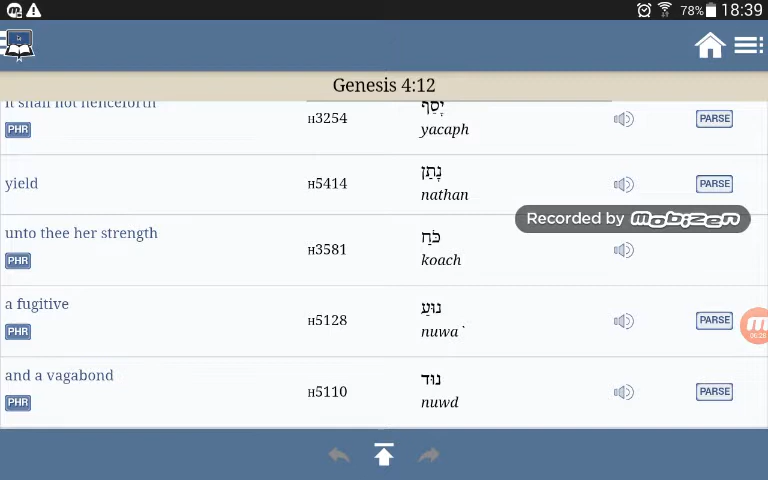 78% 18:39
Genesis 4:12
it shall not henceforth
PHR
H3254
יָסַף
yacaph
PARSE
yield
H5414
נָתַן
nathan
PARSE
Recorded by mobizen
unto thee her strength
PHR
H3581
כֹּחַ
koach
a fugitive
PHR
H5128
נוּעַ
nuwa`
PARSE
and a vagabond
PHR
H5110
נוּד
nuwd
PARSE